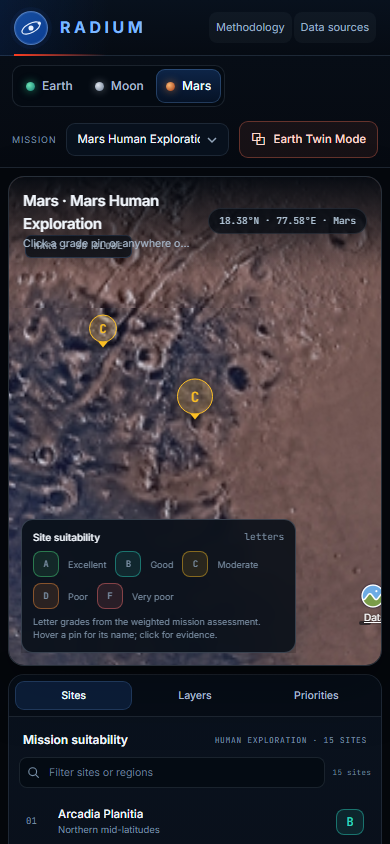 RADIUM
Methodology
Data sources
Earth
Moon
Mars
MISSION
Mars Human Exploratic
Earth Twin Mode
Mars · Mars Human
Exploration
18.38°N · 77.58°E · Mars
Click a grade pin or anywhere o...
C
C
Site suitability
letters
A Excellent B Good C Moderate
D Poor F Very poor
Letter grades from the weighted mission assessment.
Hover a pin for its name; click for evidence.
Dat
Sites
Layers
Priorities
Mission suitability
HUMAN EXPLORATION · 15 SITES
Filter sites or regions
15 sites
01
Arcadia Planitia
Northern mid-latitudes
B